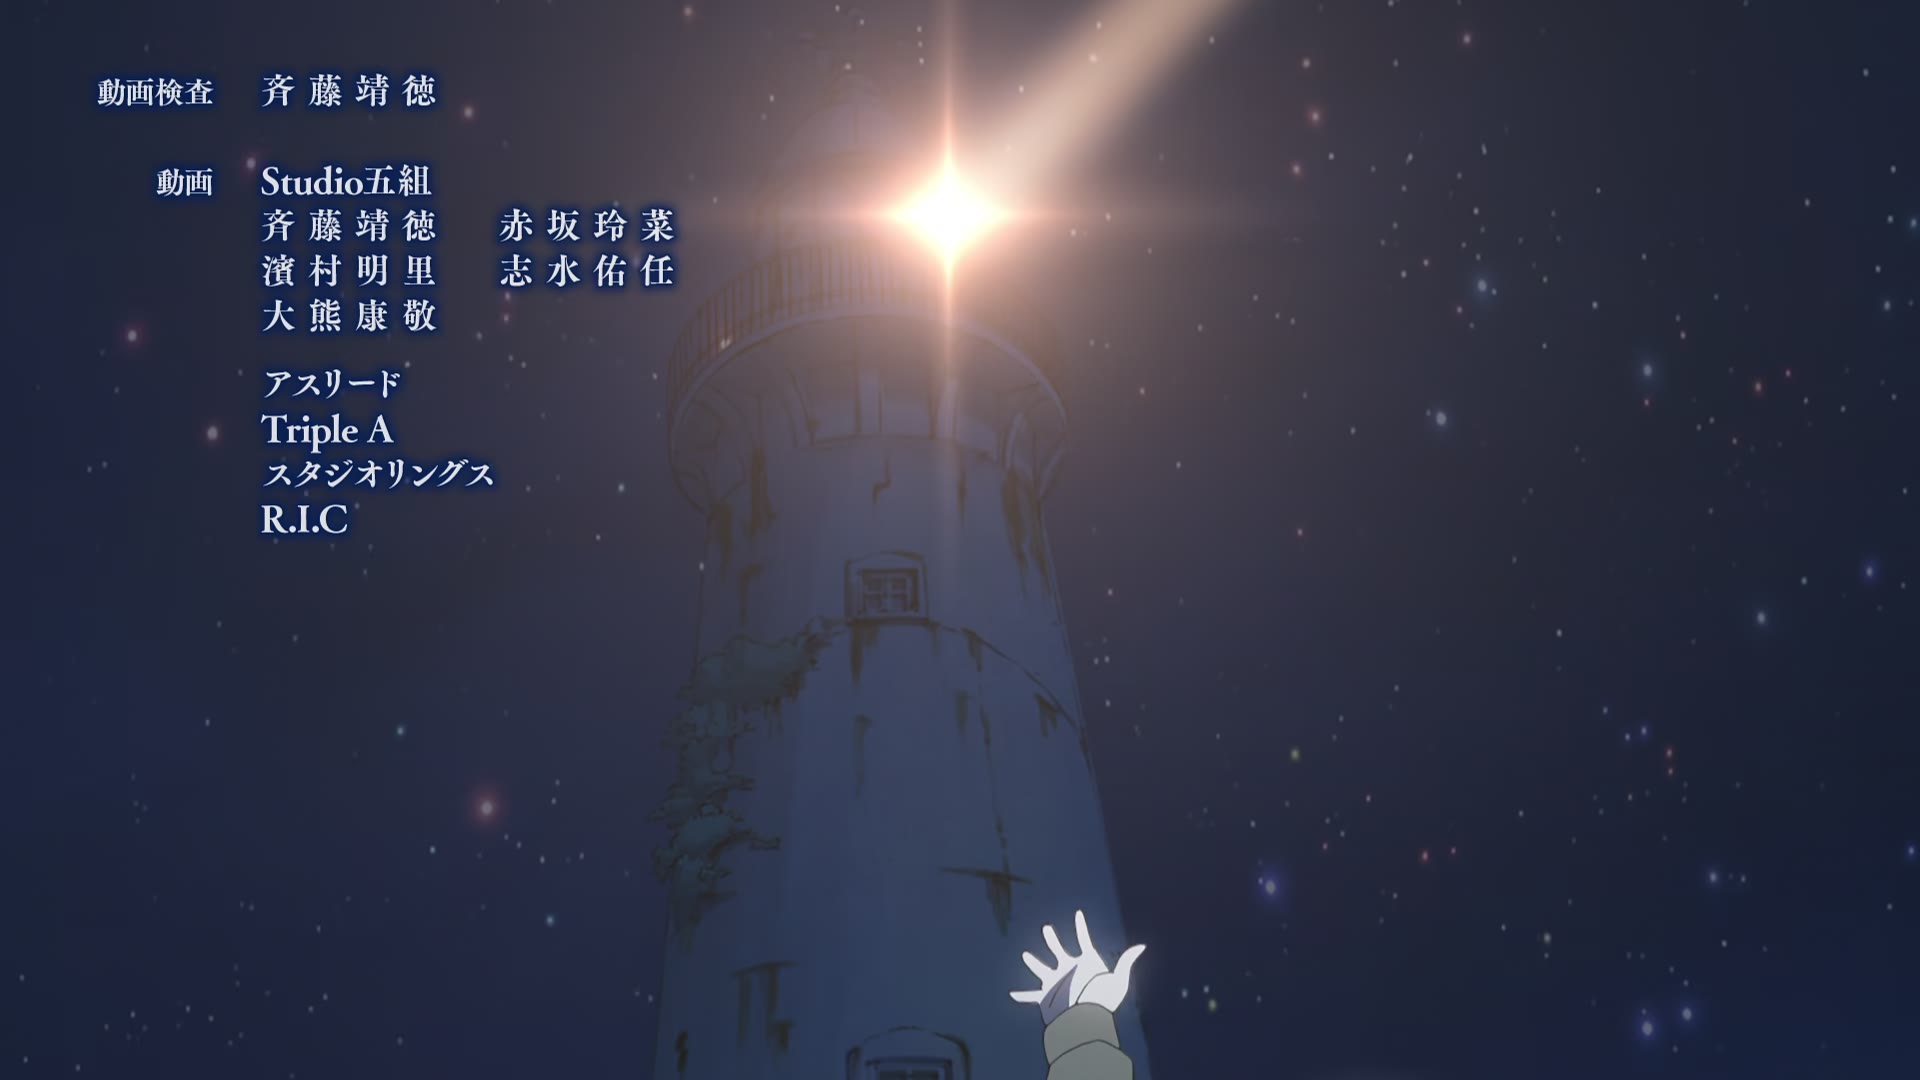 動画検査 斉藤靖徳
動画 Studio五組
斉藤靖徳 赤坂玲菜
濱村明里 志水佑任
大熊康敬
アスリード
Triple A
スタジオリングス
R.I.C